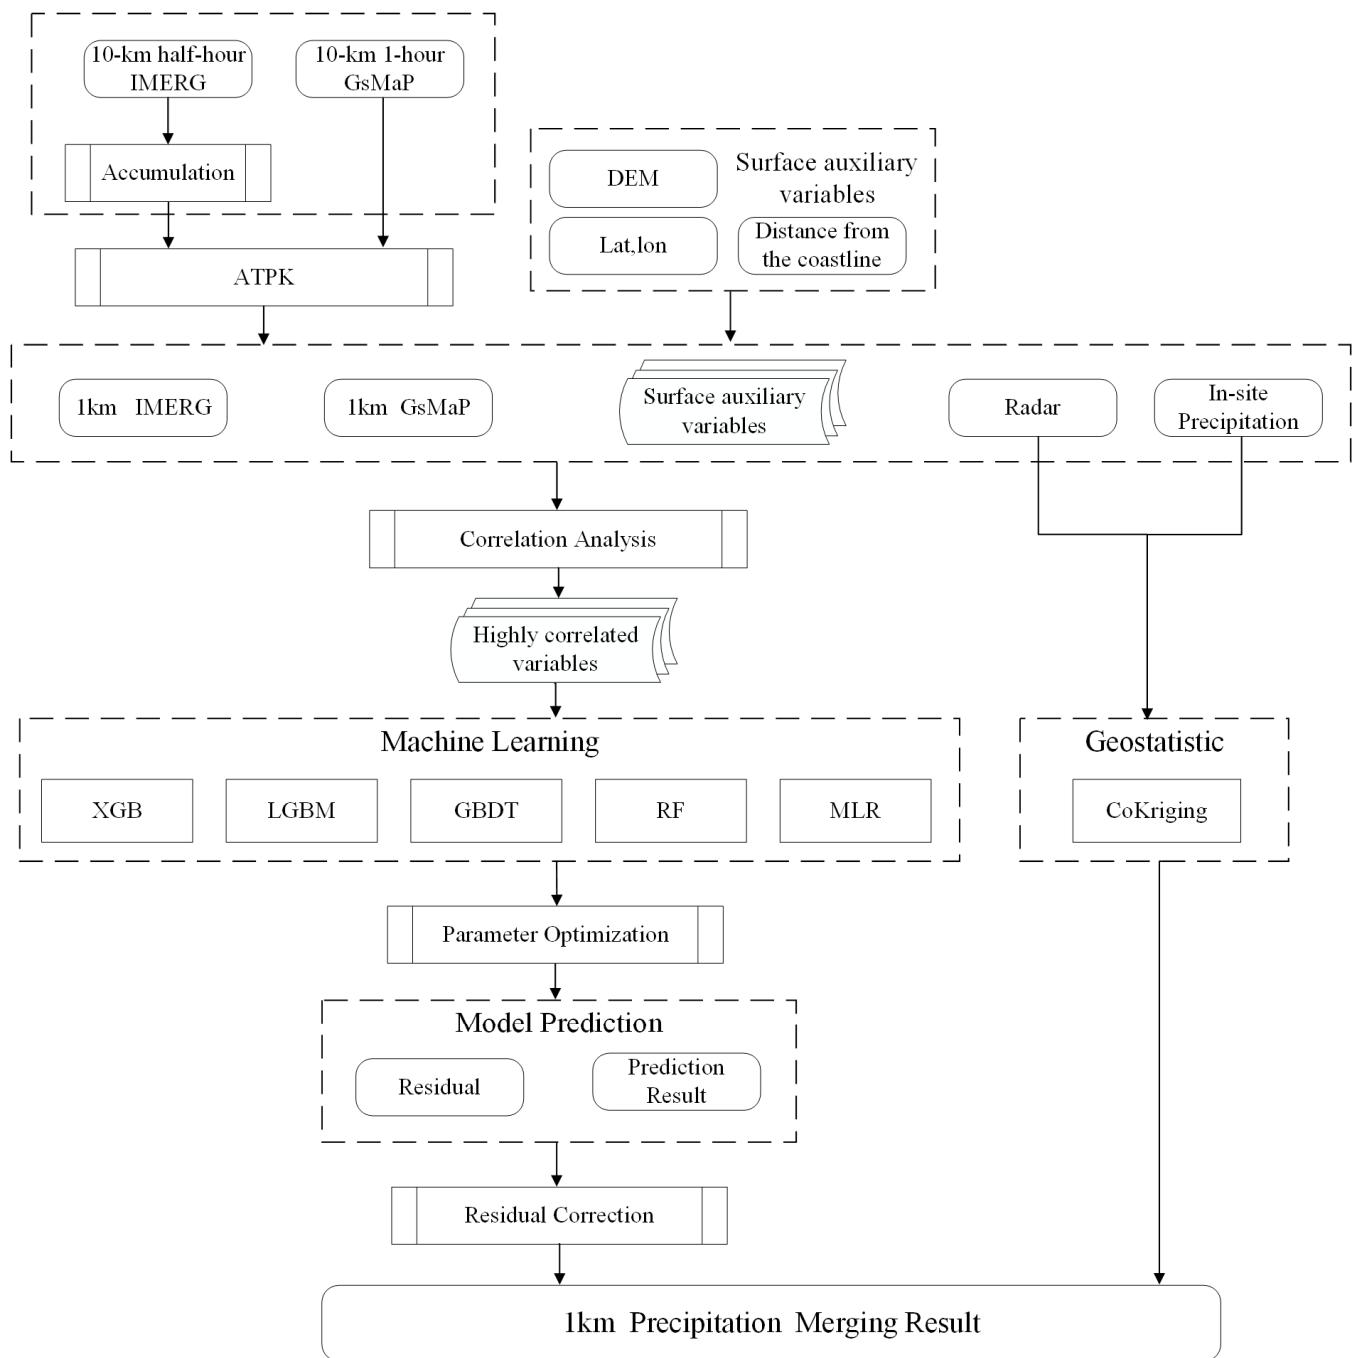 10-km half-hour
IMERG
10-km 1-hour
GsMaP
Accumulation
ATPK
DEM
Surface auxiliary
variables
Lat,lon
Distance from
the coastline
1km IMERG
1km GsMaP
Surface auxiliary
variables
Radar
In-site
Precipitation
Correlation Analysis
Highly correlated
variables
Machine Learning
XGB
LGBM
GBDT
RF
MLR
Geostatistic
CoKriging
Parameter Optimization
Model Prediction
Residual
Prediction
Result
Residual Correction
1km Precipitation Merging Result